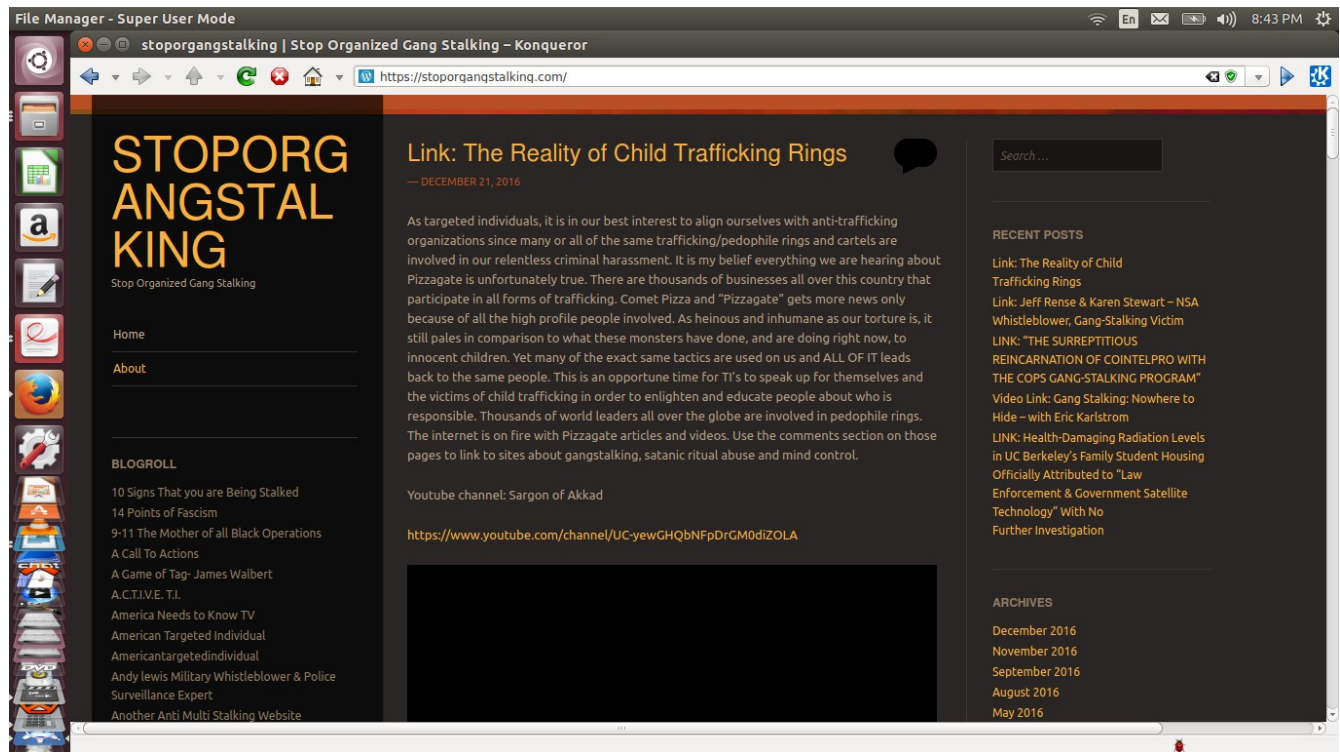 File Manager - Super User Mode
En
8:43 PM
stoporgangstalking | Stop Organized Gang Stalking – Konqueror
https://stoporgangstalking.com/
STOPORG
ANGSTAL
KING
Stop Organized Gang Stalking
Home
About
BLOGROLL
10 Signs That you are Being Stalked
14 Points of Fascism
9-11 The Mother of all Black Operations
A Call To Actions
A Game of Tag- James Walbert
A.C.T.I.V.E. T.I.
America Needs to Know TV
American Targeted Individual
Americantargetedindividual
Andy lewis Military Whistleblower & Police
Surveillance Expert
Another Anti Multi Stalking Website
Link: The Reality of Child Trafficking Rings
— DECEMBER 21, 2016
As targeted individuals, it is in our best interest to align ourselves with anti-trafficking
organizations since many or all of the same trafficking/pedophile rings and cartels are
involved in our relentless criminal harassment. It is my belief everything we are hearing about
Pizzagate is unfortunately true. There are thousands of businesses all over this country that
participate in all forms of trafficking. Comet Pizza and "Pizzagate" gets more news only
because of all the high profile people involved. As heinous and inhumane as our torture is, it
still pales in comparison to what these monsters have done, and are doing right now, to
innocent children. Yet many of the exact same tactics are used on us and ALL OF IT leads
back to the same people. This is an opportune time for TI's to speak up for themselves and
the victims of child trafficking in order to enlighten and educate people about who is
responsible. Thousands of world leaders all over the globe are involved in pedophile rings.
The internet is on fire with Pizzagate articles and videos. Use the comments section on those
pages to link to sites about gangstalking, satanic ritual abuse and mind control.
Youtube channel: Sargon of Akkad
https://www.youtube.com/channel/UC-yewGHQbNFpDrGM0diZOLA
Search ...
RECENT POSTS
Link: The Reality of Child
Trafficking Rings
Link: Jeff Rense & Karen Stewart – NSA
Whistleblower, Gang-Stalking Victim
LINK: "THE SURREPTITIOUS
REINCARNATION OF COINTELPRO WITH
THE COPS GANG-STALKING PROGRAM"
Video Link: Gang Stalking: Nowhere to
Hide – with Eric Karlstrom
LINK: Health-Damaging Radiation Levels
in UC Berkeley's Family Student Housing
Officially Attributed to "Law
Enforcement & Government Satellite
Technology" With No
Further Investigation
ARCHIVES
December 2016
November 2016
September 2016
August 2016
May 2016